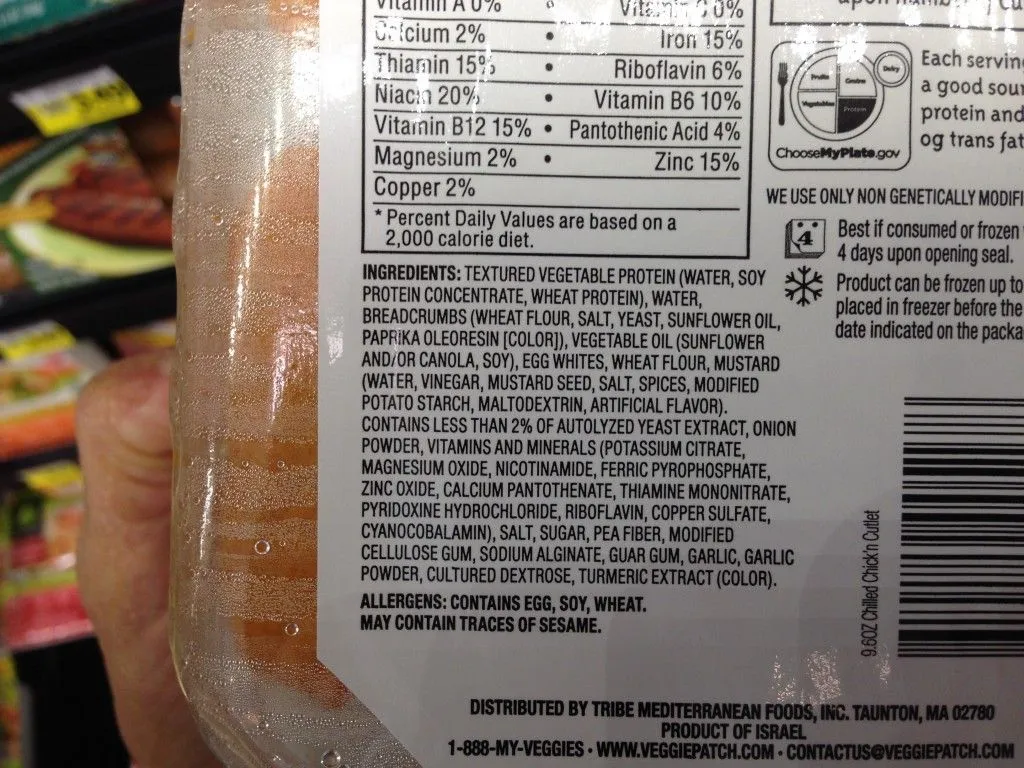 Vitamin A 0% Vitamin C 0%
Calcium 2% • Iron 15%
Thiamin 15% • Riboflavin 6%
Niacin 20% • Vitamin B6 10%
Vitamin B12 15% • Pantothenic Acid 4%
Magnesium 2% • Zinc 15%
Copper 2%
* Percent Daily Values are based on a
2,000 calorie diet.
INGREDIENTS: TEXTURED VEGETABLE PROTEIN (WATER, SOY
PROTEIN CONCENTRATE, WHEAT PROTEIN), WATER,
BREADCRUMBS (WHEAT FLOUR, SALT, YEAST, SUNFLOWER OIL,
PAPRIKA OLEORESIN [COLOR]), VEGETABLE OIL (SUNFLOWER
AND/OR CANOLA, SOY), EGG WHITES, WHEAT FLOUR, MUSTARD
(WATER, VINEGAR, MUSTARD SEED, SALT, SPICES, MODIFIED
POTATO STARCH, MALTODEXTRIN, ARTIFICIAL FLAVOR).
CONTAINS LESS THAN 2% OF AUTOLYZED YEAST EXTRACT, ONION
POWDER, VITAMINS AND MINERALS (POTASSIUM CITRATE,
MAGNESIUM OXIDE, NICOTINAMIDE, FERRIC PYROPHOSPHATE,
ZINC OXIDE, CALCIUM PANTOTHENATE, THIAMINE MONONITRATE,
PYRIDOXINE HYDROCHLORIDE, RIBOFLAVIN, COPPER SULFATE,
CYANOCOBALAMIN), SALT, SUGAR, PEA FIBER, MODIFIED
CELLULOSE GUM, SODIUM ALGINATE, GUAR GUM, GARLIC, GARLIC
POWDER, CULTURED DEXTROSE, TURMERIC EXTRACT (COLOR).
ALLERGENS: CONTAINS EGG, SOY, WHEAT.
MAY CONTAIN TRACES OF SESAME.
Fruits
Grains
Dairy
Vegetables
Protein
ChooseMyPlate.gov
Each serving
a good sour
protein and
0g trans fat
WE USE ONLY NON GENETICALLY MODIFI
4
Best if consumed or frozen
4 days upon opening seal.
Product can be frozen up to
placed in freezer before the
date indicated on the packa
9.6OZ Chilled Chick'n Cutlet
DISTRIBUTED BY TRIBE MEDITERRANEAN FOODS, INC. TAUNTON, MA 02780
PRODUCT OF ISRAEL
1-888-MY-VEGGIES • WWW.VEGGIEPATCH.COM • CONTACTUS@VEGGIEPATCH.COM